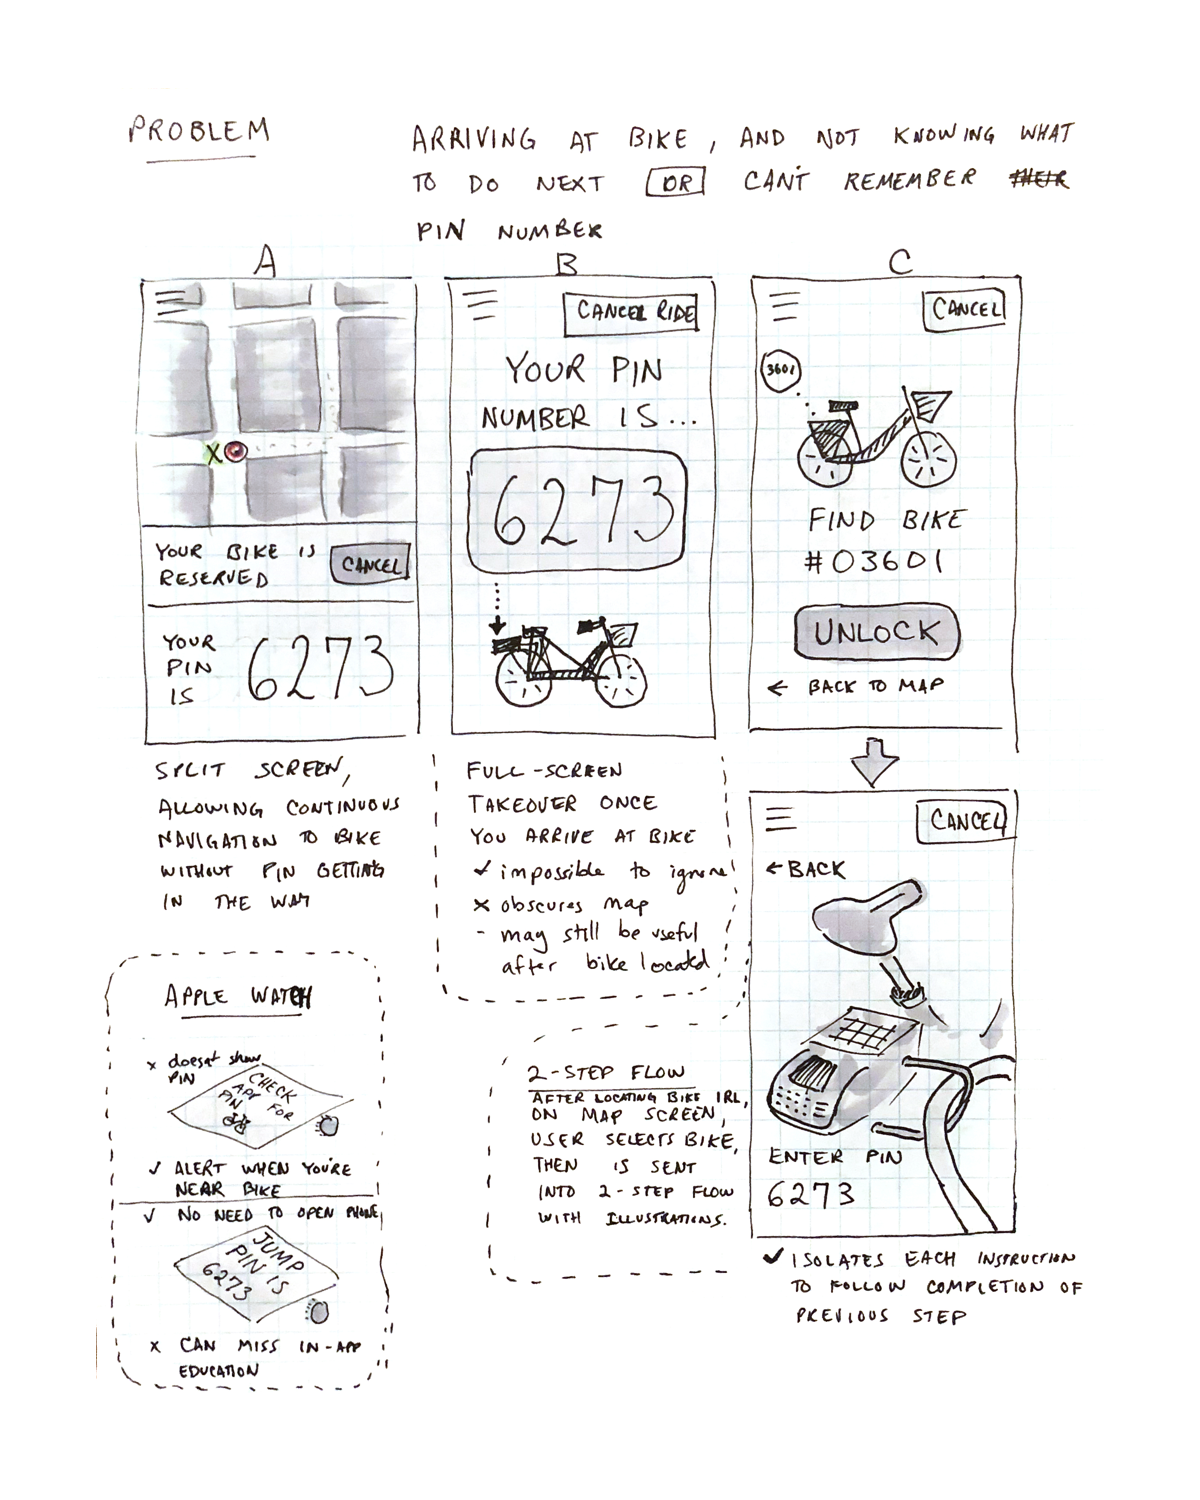 PROBLEM
ARRIVING AT BIKE, AND NOT KNOWING WHAT
TO DO NEXT OR CAN'T REMEMBER THEIR
PIN NUMBER
A
YOUR BIKE IS
RESERVED
CANCEL
YOUR
PIN
IS
6273
SPLIT SCREEN,
ALLOWING CONTINUOUS
NAVIGATION TO BIKE
WITHOUT PIN GETTING
IN THE WAY
B
CANCEL RIDE
YOUR PIN
NUMBER IS...
6273
FULL-SCREEN
TAKEOVER ONCE
YOU ARRIVE AT BIKE
✓ impossible to ignore
x obscures map
- may still be useful
after bike locatd
C
CANCEL
3601
FIND BIKE
#03601
UNLOCK
← BACK TO MAP
CANCEL
← BACK
ENTER PIN
6273
✓ ISOLATES EACH INSTRUCTION
TO FOLLOW COMPLETION OF
PREVIOUS STEP
APPLE WATCH
x doesn't show
PIN
CHECK
APP FOR
PIN
✓ ALERT WHEN YOU'RE
NEAR BIKE
✓ NO NEED TO OPEN PHONE
JUMP
PIN IS
6273
x CAN MISS IN-APP
EDUCATION
2-STEP FLOW
AFTER LOCATING BIKE IRL,
ON MAP SCREEN,
USER SELECTS BIKE,
THEN IS SENT
INTO 2-STEP FLOW
WITH ILLUSTRATIONS.